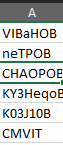 A
VIBaHOB
neTPOB
CHAOPOB
KY3HeqoB
K03J10B
CMVIT